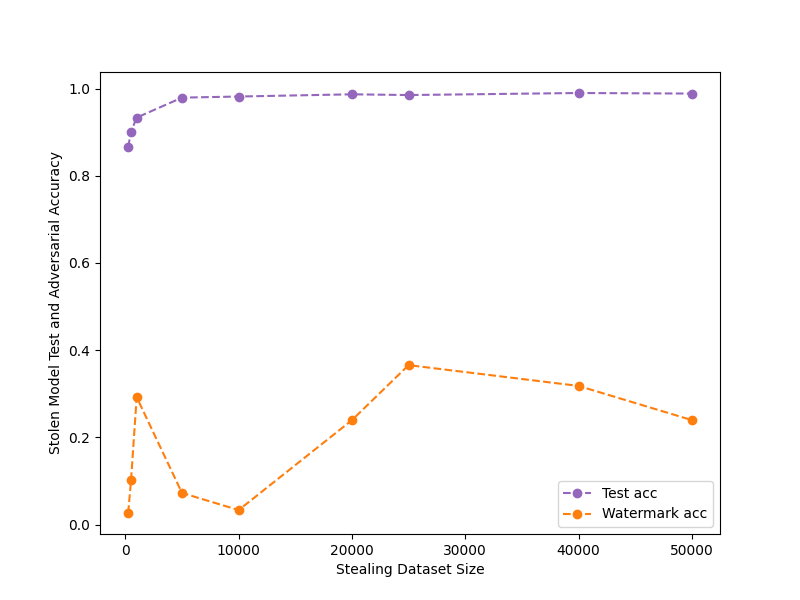 1.0
0.8
0.6
0.4
0.2
0.0
Stolen Model Test and Adversarial Accuracy
Test acc
Watermark acc
0 10000 20000 30000 40000 50000
Stealing Dataset Size